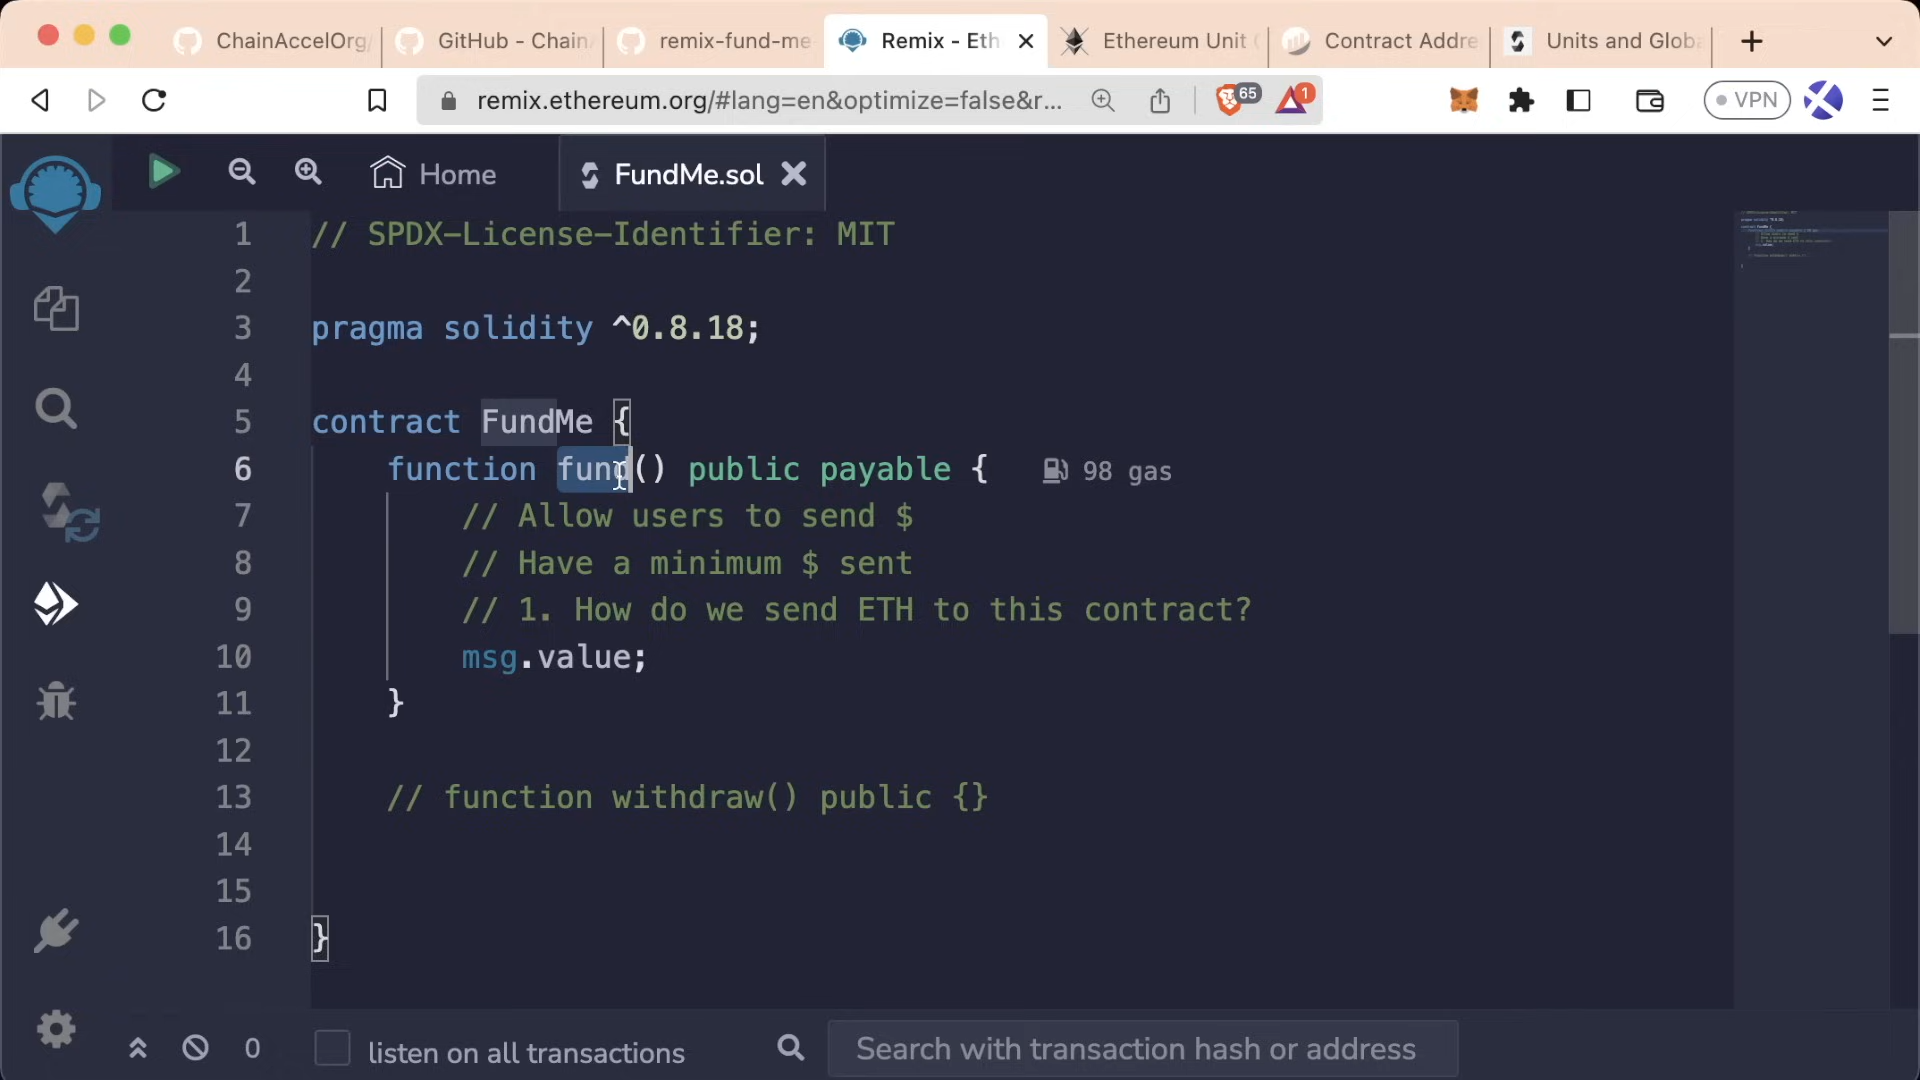 ChainAccelOrg/
GitHub - Chain
remix-fund-me
Remix - Eth
Ethereum Unit
Contract Addre
Units and Globa
remix.ethereum.org/#lang=en&optimize=false&r...
65
1
VPN
Home
FundMe.sol
1 // SPDX-License-Identifier: MIT
2
3 pragma solidity ^0.8.18;
4
5 contract FundMe {
6 function fund() public payable { 98 gas
7 // Allow users to send $
8 // Have a minimum $ sent
9 // 1. How do we send ETH to this contract?
10 msg.value;
11 }
12
13 // function withdraw() public {}
14
15
16 }
0 listen on all transactions Search with transaction hash or address